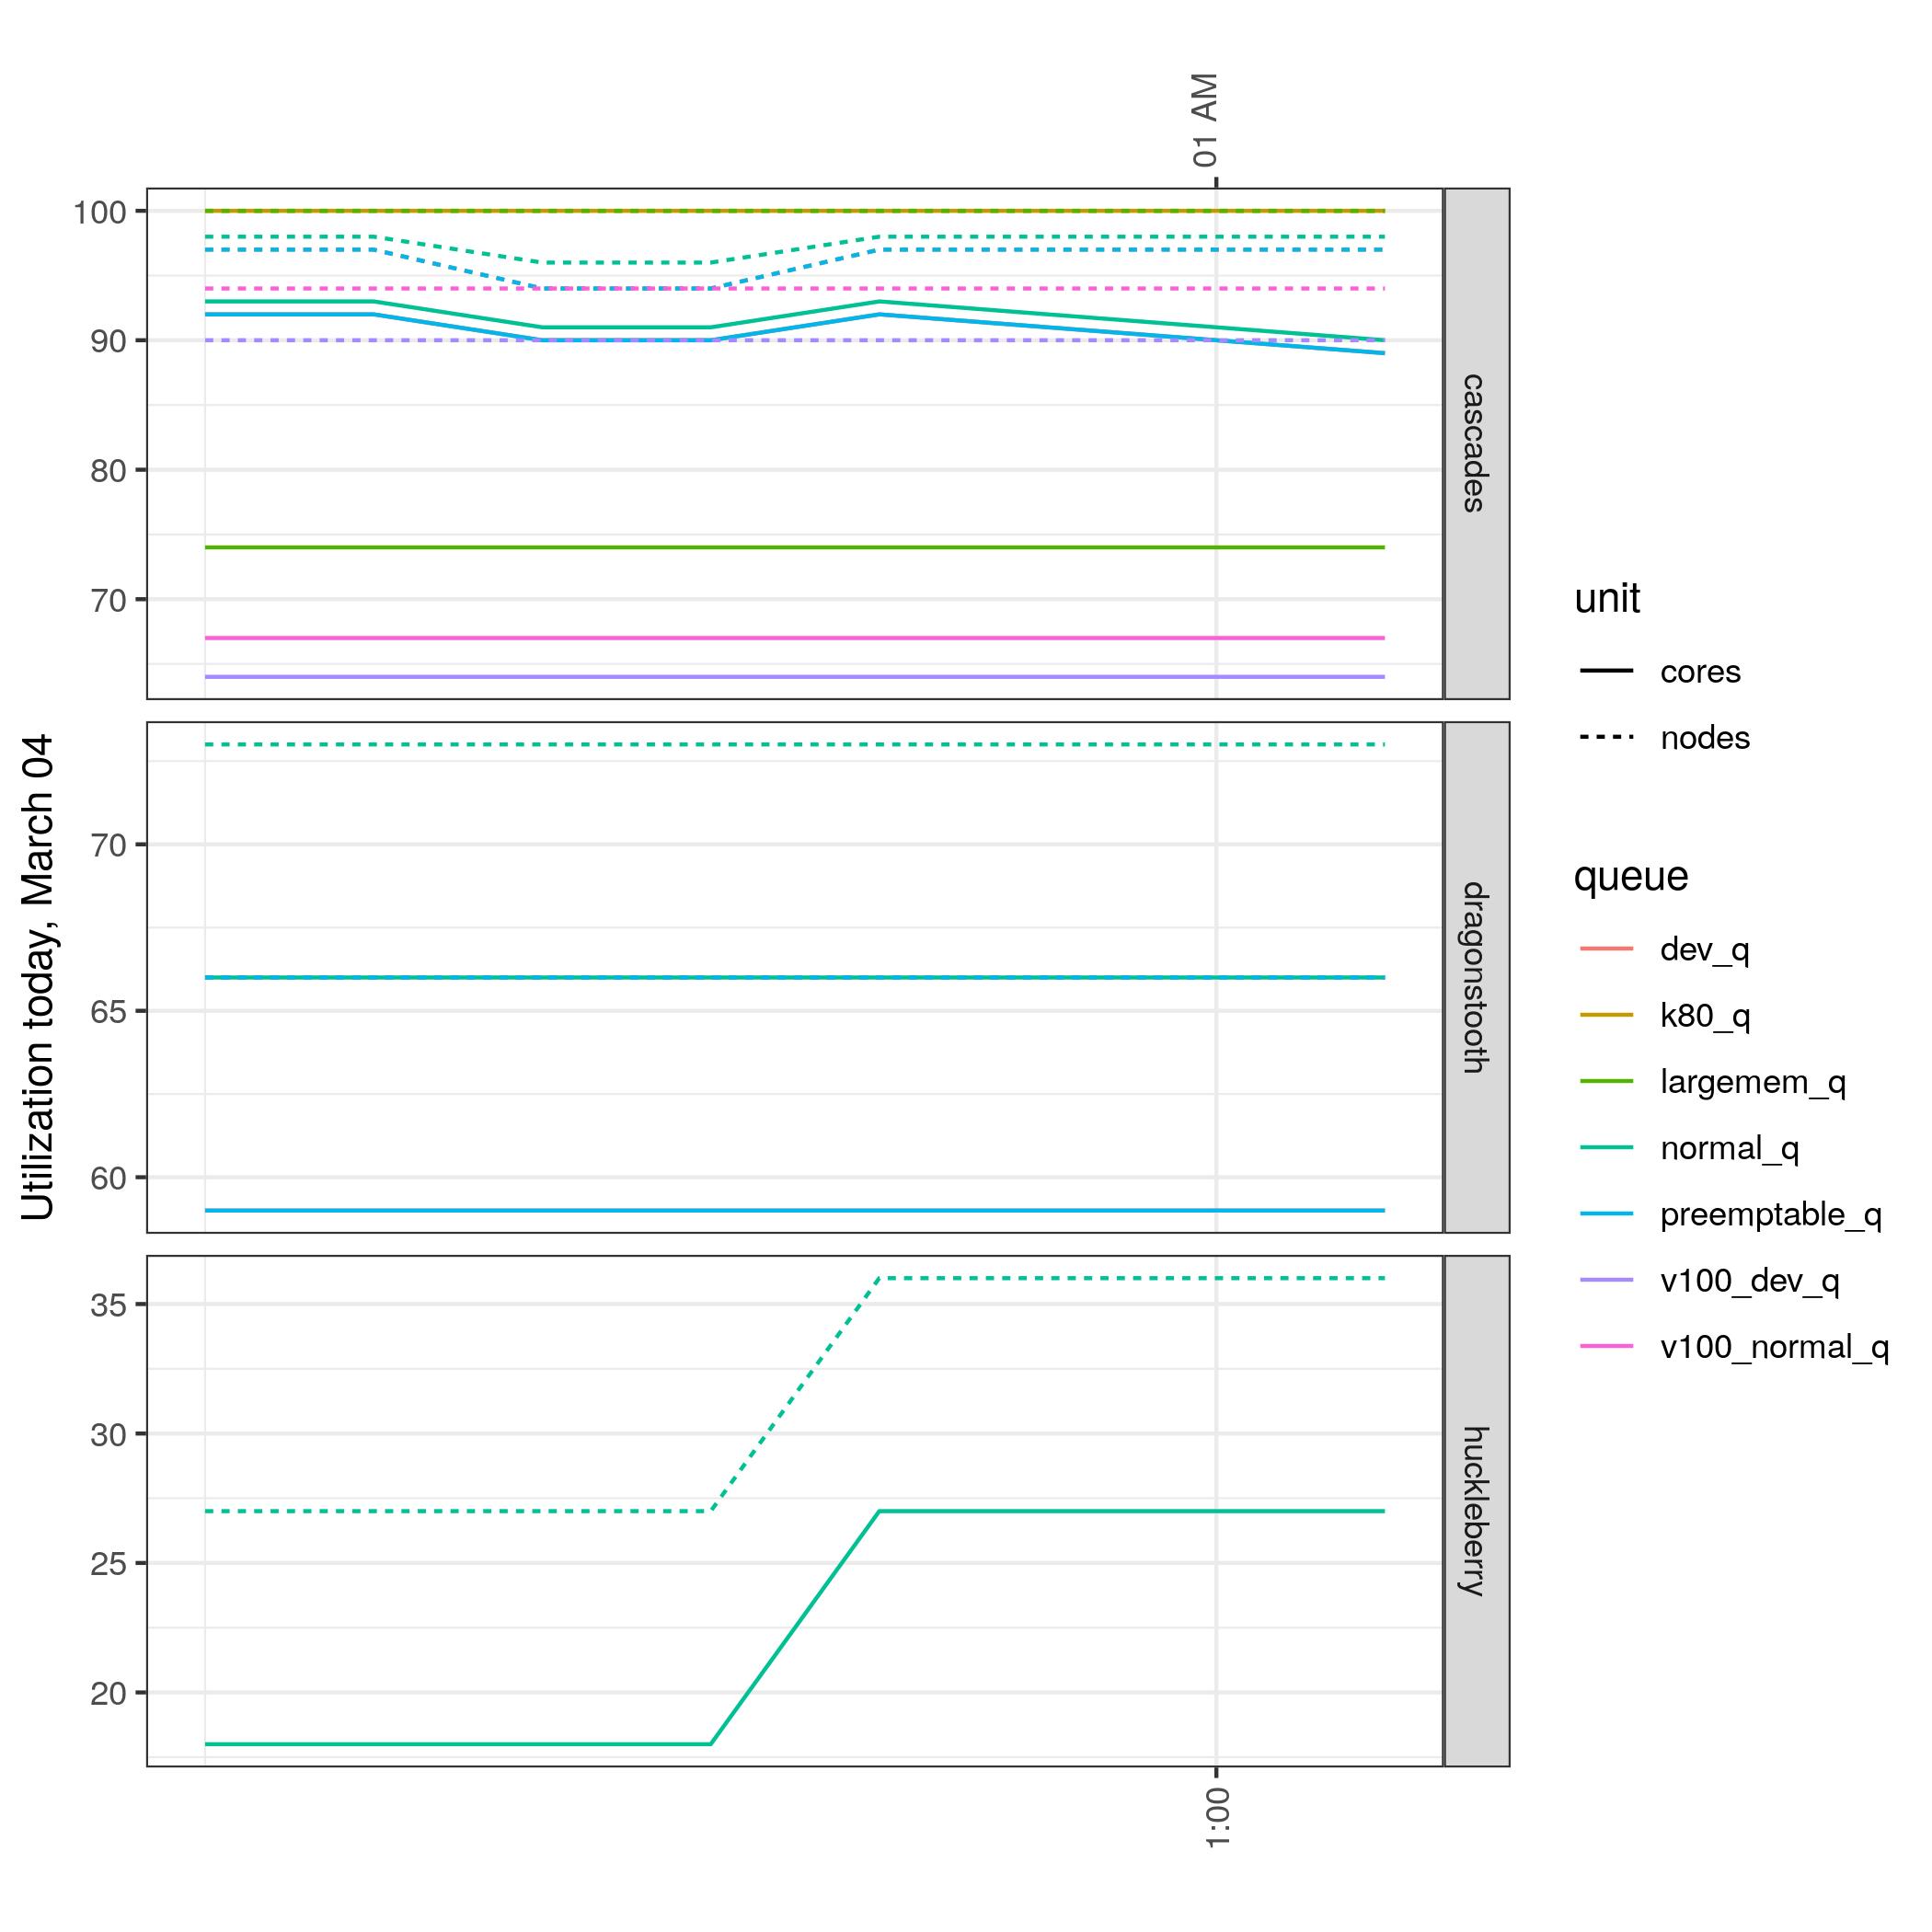 01 AM
100
90
80
70
cascades
70
65
60
dragonstooth
35
30
25
20
huckleberry
1:00
Utilization today, March 04
unit
cores
nodes
queue
dev_q
k80_q
largemem_q
normal_q
preemptable_q
v100_dev_q
v100_normal_q